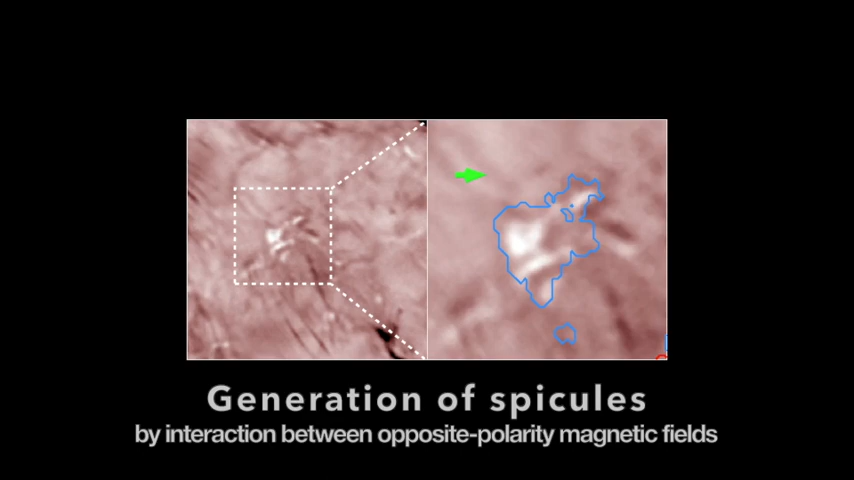 Generation of spicules
by interaction between opposite-polarity magnetic fields